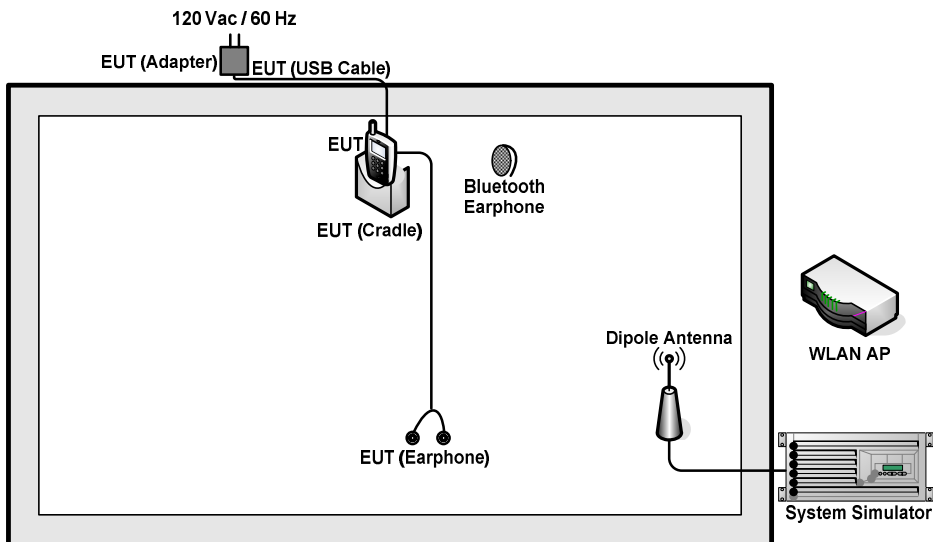 120 Vac / 60 Hz
EUT (Adapter)
EUT (USB Cable)
EUT
Bluetooth
Earphone
EUT (Cradle)
Dipole Antenna
WLAN AP
EUT (Earphone)
System Simulator